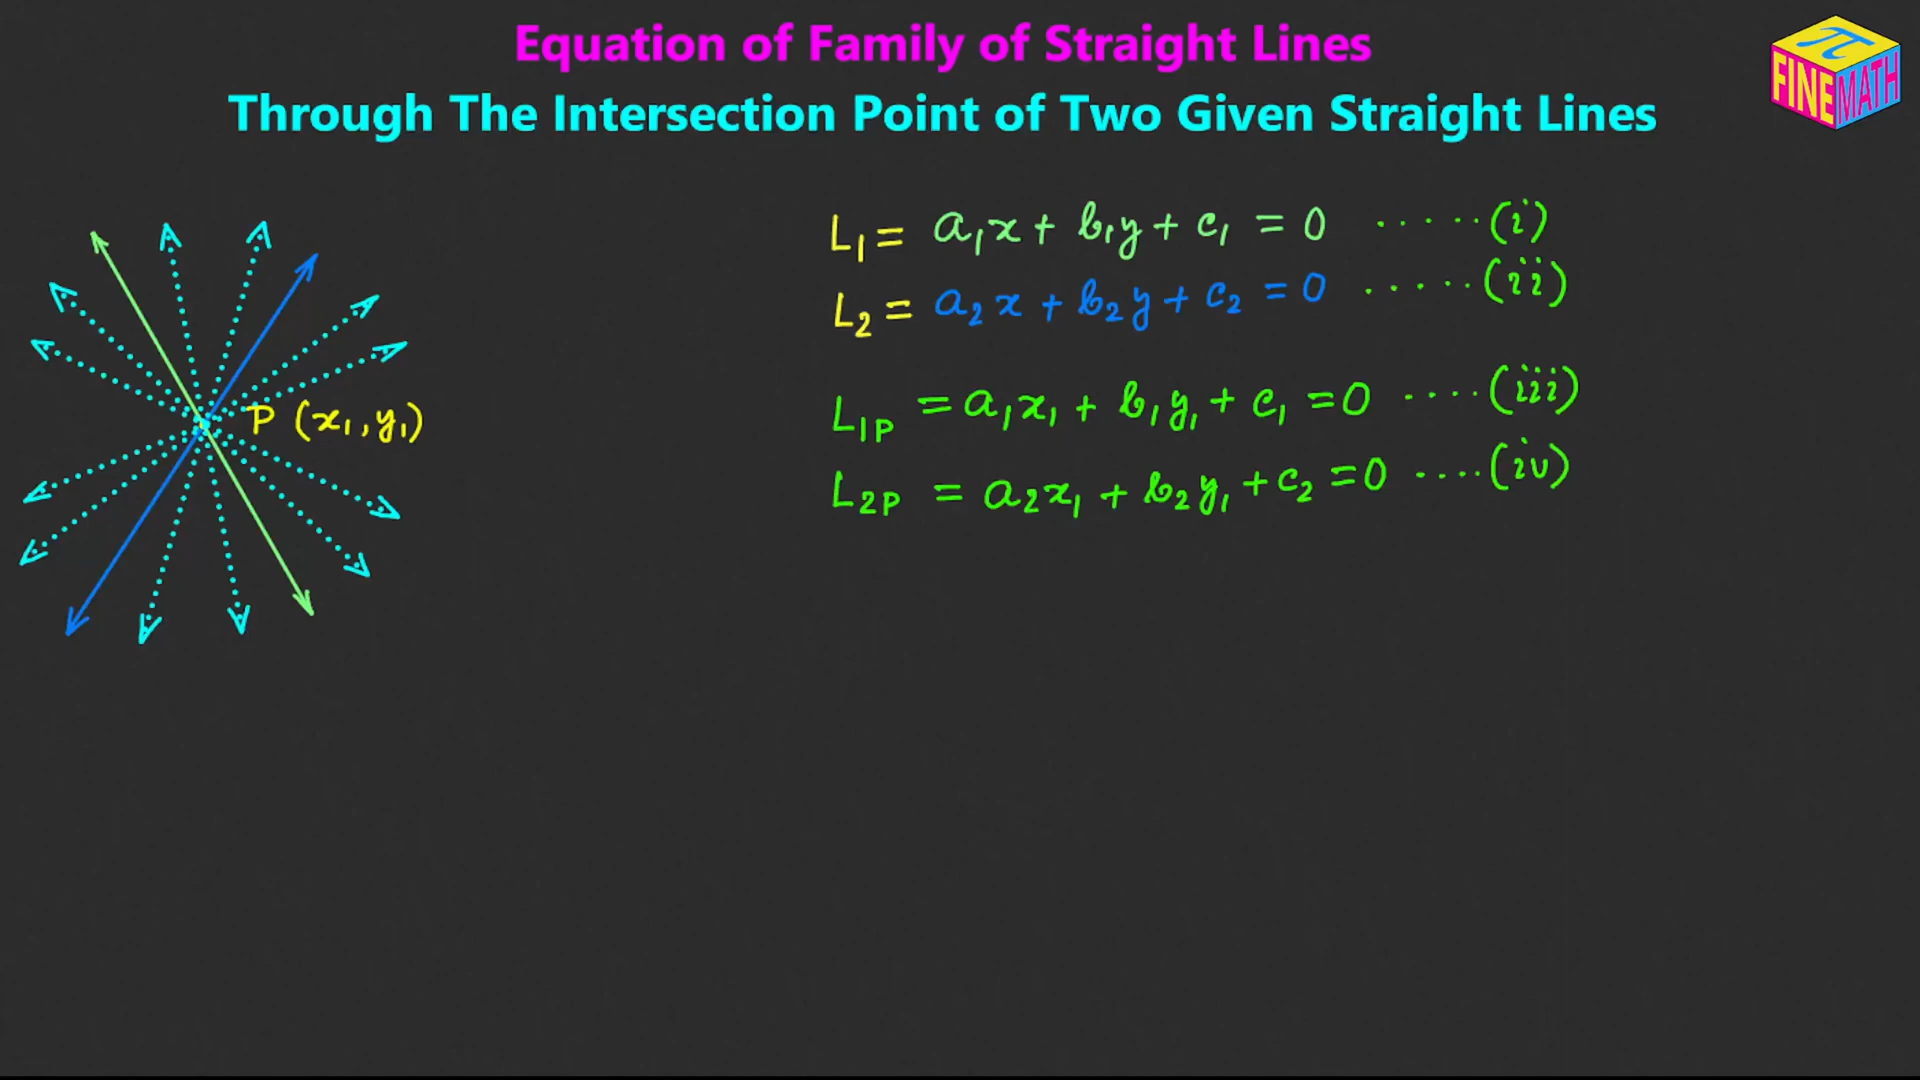 Equation of Family of Straight Lines
Through The Intersection Point of Two Given Straight Lines
π
FINE MATH
L₁ = a₁x + b₁y + c₁ = 0 ..... (i)
L₂ = a₂x + b₂y + c₂ = 0 ..... (ii)
L₁P = a₁x₁ + b₁y₁ + c₁ = 0 .... (iii)
P (x₁, y₁)
L₂P = a₂x₁ + b₂y₁ + c₂ = 0 .... (iv)